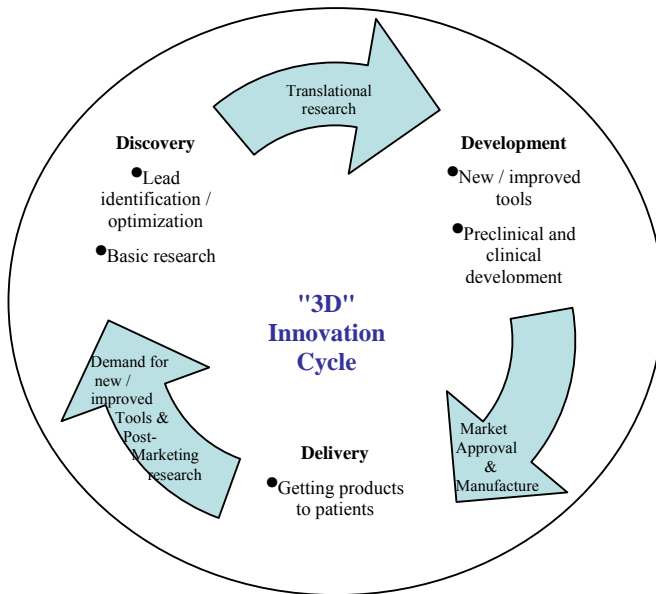 Translational
research
Discovery
●Lead
identification /
optimization
●Basic research
Development
●New / improved
tools
●Preclinical and
clinical
development
"3D"
Innovation
Cycle
Market
Approval
&
Manufacture
Delivery
●Getting products
to patients
Demand for
new /
improved
Tools &
Post-
Marketing
research